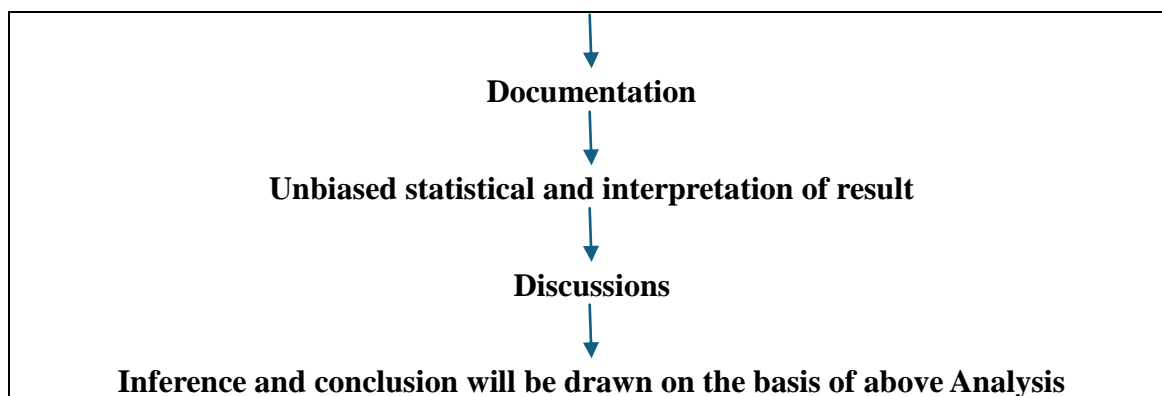 Documentation
Unbiased statistical and interpretation of result
Discussions
Inference and conclusion will be drawn on the basis of above Analysis